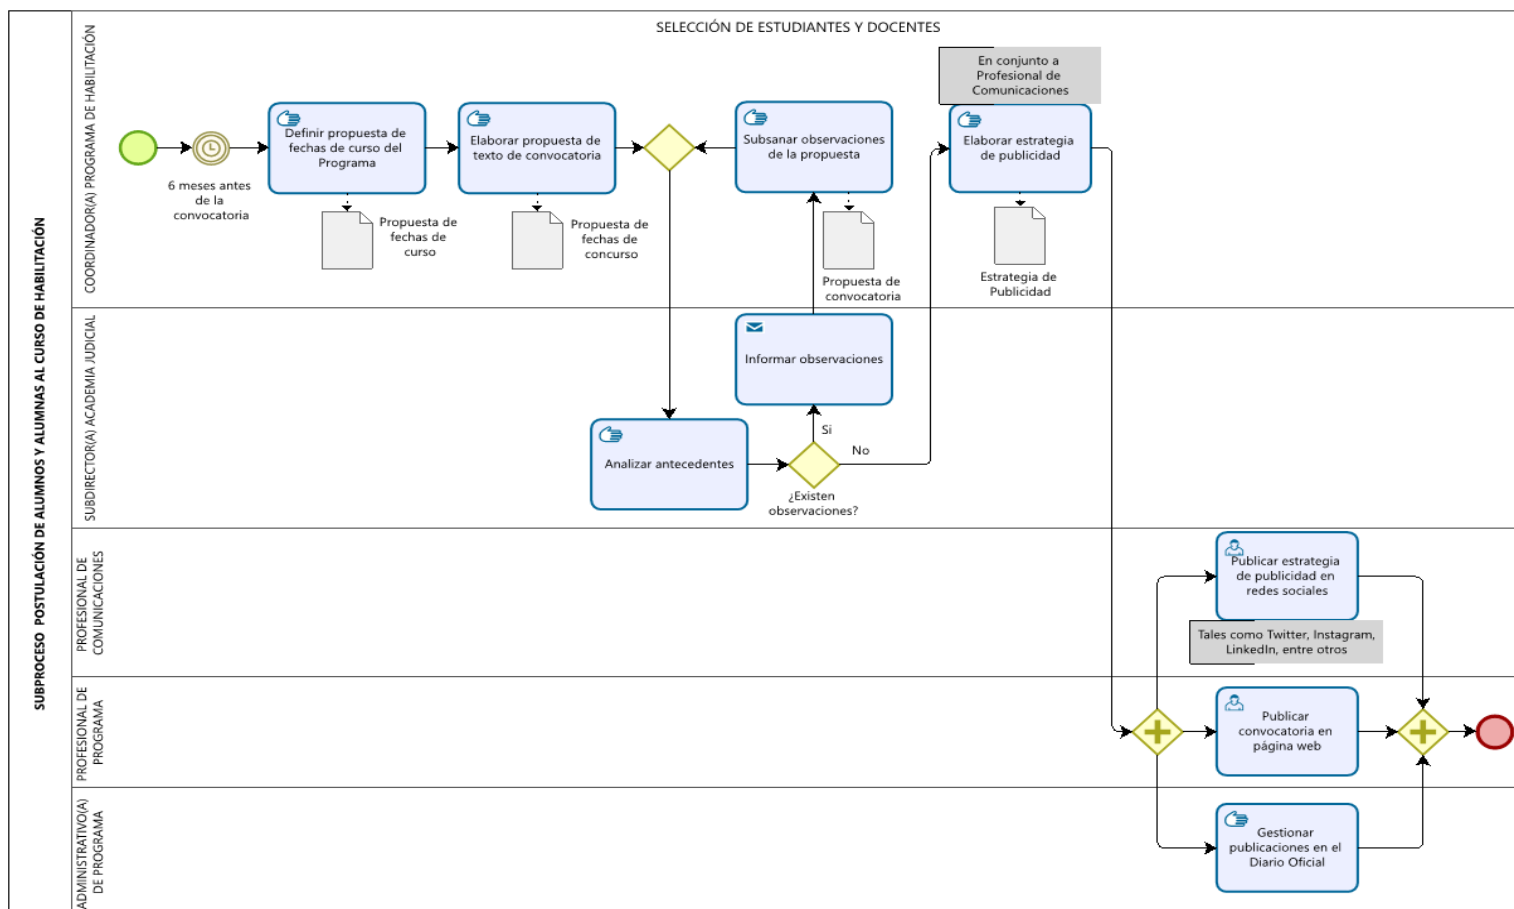 SELECCIÓN DE ESTUDIANTES Y DOCENTES
SUBPROCESO POSTULACIÓN DE ALUMNOS Y ALUMNAS AL CURSO DE HABILITACIÓN
COORDINADOR(A) PROGRAMA DE HABILITACIÓN
6 meses antes
de la
convocatoria
Definir propuesta de
fechas de curso del
Programa
Propuesta de
fechas de
curso
Elaborar propuesta de
texto de convocatoria
Propuesta de
fechas de
concurso
Subsanar observaciones
de la propuesta
Propuesta de
convocatoria
En conjunto a
Profesional de
Comunicaciones
Elaborar estrategia
de publicidad
Estrategia de
Publicidad
SUBDIRECTOR(A) ACADEMIA JUDICIAL
Informar observaciones
Analizar antecedentes
Si
No
¿Existen
observaciones?
PROFESIONAL DE
COMUNICACIONES
Publicar estrategia
de publicidad en
redes sociales
Tales como Twitter, Instagram,
LinkedIn, entre otros
PROFESIONAL DE
PROGRAMA
Publicar
convocatoria en
página web
ADMINISTRATIVO(A)
DE PROGRAMA
Gestionar
publicaciones en el
Diario Oficial